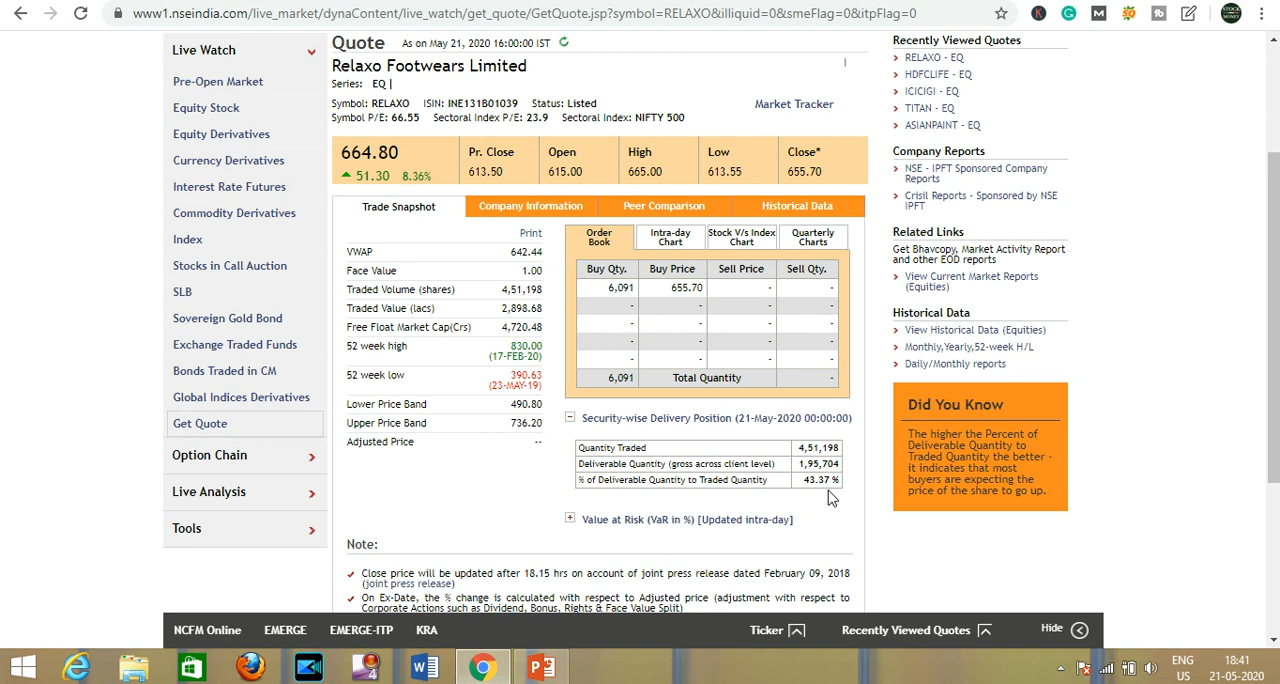 www1.nseindia.com/live_market/dynaContent/live_watch/get_quote/GetQuote.jsp?symbol=RELAXO&illiquid=0&smeFlag=0&itpFlag=0
Live Watch
Pre-Open Market
Equity Stock
Equity Derivatives
Currency Derivatives
Interest Rate Futures
Commodity Derivatives
Index
Stocks in Call Auction
SLB
Sovereign Gold Bond
Exchange Traded Funds
Bonds Traded in CM
Global Indices Derivatives
Get Quote
Option Chain
Live Analysis
Tools
Quote As on May 21, 2020 16:00:00 IST
Relaxo Footwears Limited
Series: EQ |
Symbol: RELAXO ISIN: INE131B01039 Status: Listed
Symbol P/E: 66.55 Sectoral Index P/E: 23.9 Sectoral Index: NIFTY 500
Market Tracker
664.80 Pr. Close Open High Low Close*
51.30 8.36% 613.50 615.00 665.00 613.55 655.70
Trade Snapshot Company Information Peer Comparison Historical Data
Print
VWAP 642.44
Face Value 1.00
Traded Volume (shares) 4,51,198
Traded Value (lacs) 2,898.68
Free Float Market Cap(Crs) 4,720.48
52 week high 830.00
(17-FEB-20)
52 week low 390.63
(23-MAY-19)
Lower Price Band 490.80
Upper Price Band 736.20
Adjusted Price --
Order Book Intra-day Chart Stock V/s Index Chart Quarterly Charts
Buy Qty. Buy Price Sell Price Sell Qty.
6,091 655.70 - -
- - - -
- - - -
- - - -
- - - -
6,091 Total Quantity -
Security-wise Delivery Position (21-May-2020 00:00:00)
Quantity Traded 4,51,198
Deliverable Quantity (gross across client level) 1,95,704
% of Deliverable Quantity to Traded Quantity 43.37 %
Value at Risk (VaR in %) [Updated intra-day]
Note:
Close price will be updated after 18.15 hrs on account of joint press release dated February 09, 2018
(joint press release)
On Ex-Date, the % change is calculated with respect to Adjusted price (adjustment with respect to
Corporate Actions such as Dividend, Bonus, Rights & Face Value Split)
Recently Viewed Quotes
RELAXO - EQ
HDFCLIFE - EQ
ICICIGI - EQ
TITAN - EQ
ASIANPAINT - EQ
Company Reports
NSE - IPFT Sponsored Company
Reports
Crisil Reports - Sponsored by NSE
IPFT
Related Links
Get Bhavcopy, Market Activity Report
and other EOD reports
View Current Market Reports
(Equities)
Historical Data
View Historical Data (Equities)
Monthly,Yearly,52-week H/L
Daily/Monthly reports
Did You Know
The higher the Percent of
Deliverable Quantity to
Traded Quantity the better -
it indicates that most
buyers are expecting the
price of the share to go up.
NCFM Online EMERGE EMERGE-ITP KRA Ticker Recently Viewed Quotes Hide
ENG 18:41
US 21-05-2020